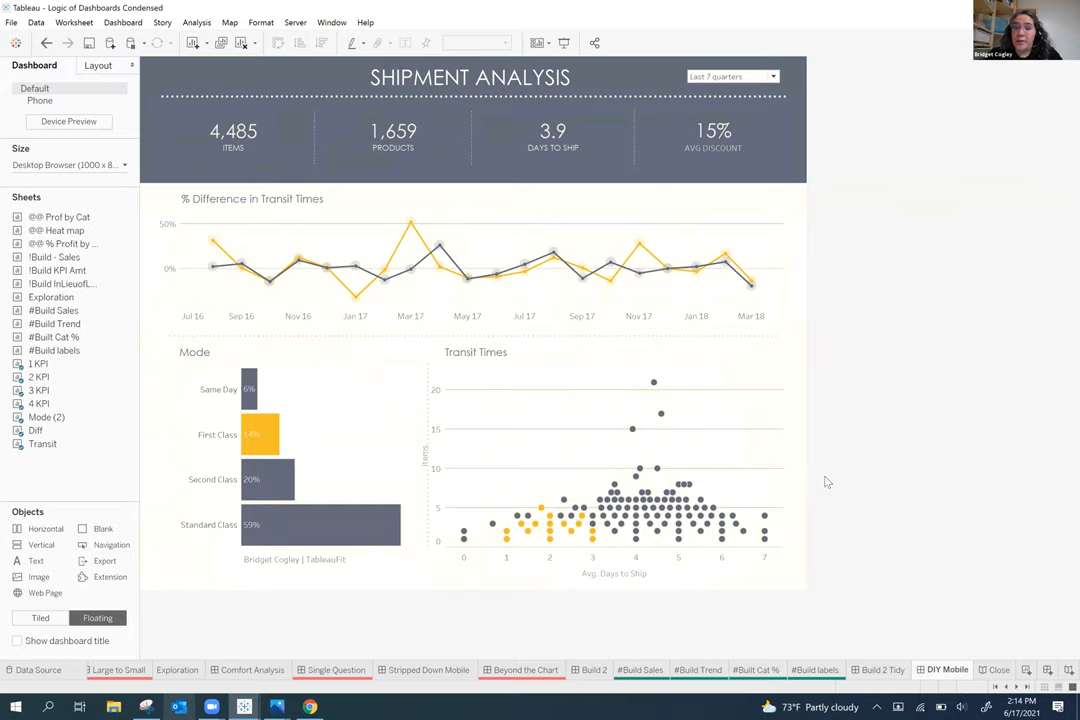 Tableau - Logic of Dashboards Condensed
File Data Worksheet Dashboard Story Analysis Map Format Server Window Help
Bridget Cogley
Dashboard Layout
Default
Phone
Device Preview
Size
Desktop Browser (1000 x 8...
Sheets
@@ Prof by Cat
@@ Heat map
@@ % Profit by ...
!Build - Sales
!Build KPI Amt
!Build InLieuofL...
Exploration
#Build Sales
#Build Trend
#Built Cat %
#Build labels
1 KPI
2 KPI
3 KPI
4 KPI
Mode (2)
Diff
Transit
Objects
Horizontal Blank
Vertical Navigation
Text Export
Image Extension
Web Page
Tiled Floating
Show dashboard title
SHIPMENT ANALYSIS
Last 7 quarters
4,485 1,659 3.9 15%
ITEMS PRODUCTS DAYS TO SHIP AVG DISCOUNT
% Difference in Transit Times
50%
0%
Jul 16 Sep 16 Nov 16 Jan 17 Mar 17 May 17 Jul 17 Sep 17 Nov 17 Jan 18 Mar 18
Mode
Same Day 6%
First Class 14%
Second Class 20%
Standard Class 59%
Bridget Cogley | TableauFit
Transit Times
20
15
10
5
0
Items
0 1 2 3 4 5 6 7
Avg. Days to Ship
Data Source Large to Small Exploration Comfort Analysis Single Question Stripped Down Mobile Beyond the Chart Build 2 #Build Sales #Build Trend #Built Cat % #Build labels Build 2 Tidy DIY Mobile Close
73°F Partly cloudy
2:14 PM
6/17/2021